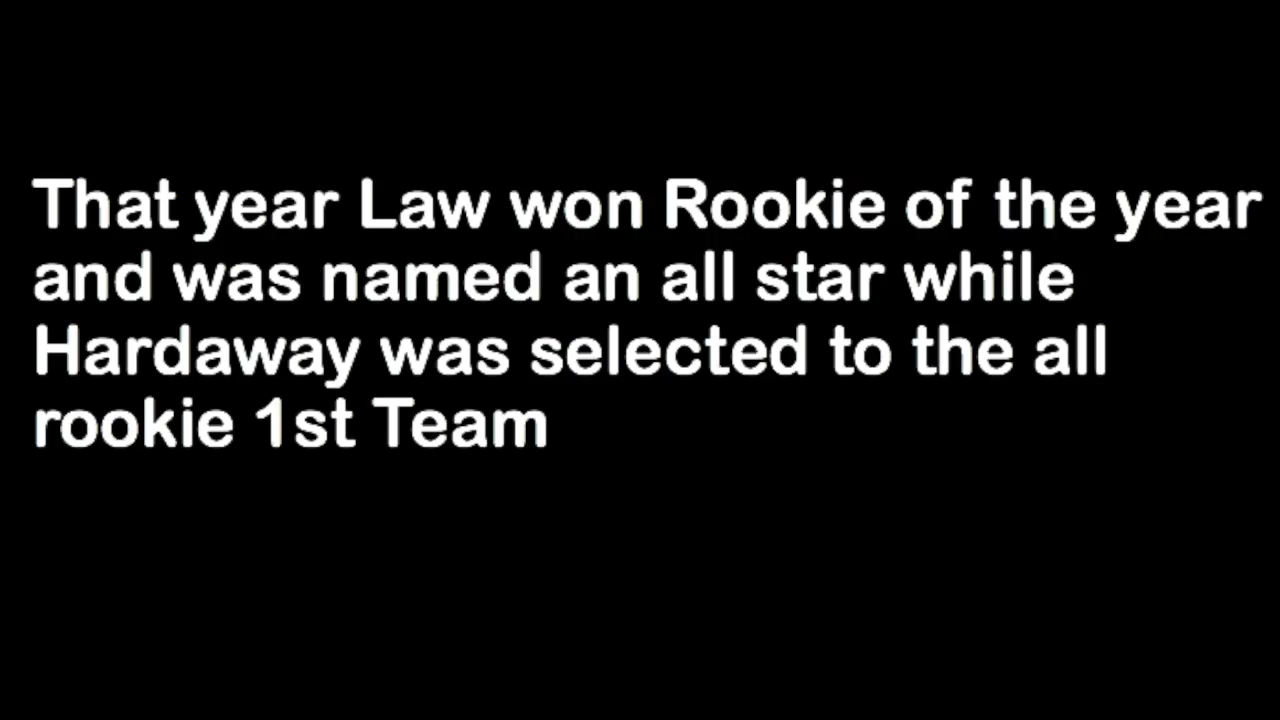 That year Law won Rookie of the year
and was named an all star while
Hardaway was selected to the all
rookie 1st Team